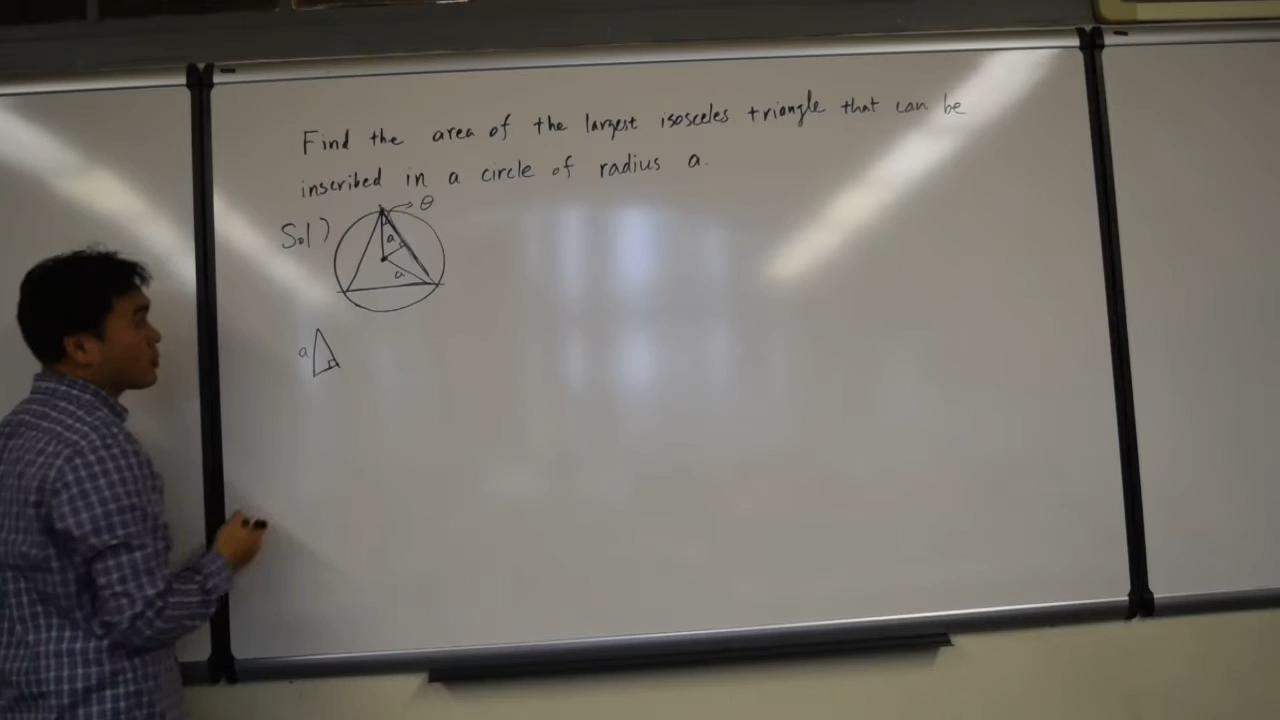 Find the area of the largest isosceles triangle that can be
inscribed in a circle of radius a.
Sol)
θ
a
a
a